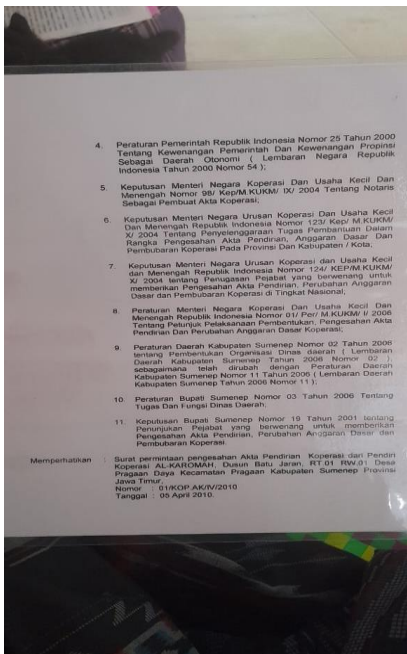 4. Peraturan Pemerintah Republik Indonesia Nomor 25 Tahun 2000
Tentang Kewenangan Pemerintah Dan Kewenangan Propinsi
Sebagai Daerah Otonomi ( Lembaran Negara Republik
Indonesia Tahun 2000 Nomor 54 );
5. Keputusan Menteri Negara Koperasi Dan Usaha Kecil Dan
Menengah Nomor 98/ Kep/M.KUKM/ IX/ 2004 Tentang Notaris
Sebagai Pembuat Akta Koperasi;
6. Keputusan Menteri Negara Urusan Koperasi Dan Usaha Kecil
Dan Menengah Republik Indonesia Nomor 123/ Kep/ M.KUKM/
X/ 2004 Tentang Penyelenggaraan Tugas Pembantuan Dalam
Rangka Pengesahan Akta Pendirian, Anggaran Dasar Dan
Pembubaran Koperasi Pada Provinsi Dan Kabupaten / Kota;
7. Keputusan Menteri Negara Urusan Koperasi dan Usaha Kecil
dan Menengah Republik Indonesia Nomor 124/ KEP/M.KUKM/
X/ 2004 tentang Penugasan Pejabat yang berwenang untuk
memberikan Pengesahan Akta Pendirian, Perubahan Anggaran
Dasar dan Pembubaran Koperasi di Tingkat Nasional;
8. Peraturan Menteri Negara Koperasi Dan Usaha Kecil Dan
Menengah Republik Indonesia Nomor 01/ Per/ M.KUKM/ I/ 2006
Tentang Petunjuk Pelaksanaan Pembentukan, Pengesahan Akta
Pendirian Dan Perubahan Anggaran Dasar Koperasi;
9. Peraturan Daerah Kabupaten Sumenep Nomor 02 Tahun 2006
tentang Pembentukan Organisasi Dinas daerah ( Lembaran
Daerah Kabupaten Sumenep Tahun 2006 Nomor 02 ),
sebagaimana telah dirubah dengan Peraturan Daerah
Kabupaten Sumenep Nomor 11 Tahun 2006 ( Lembaran Daerah
Kabupaten Sumenep Tahun 2006 Nomor 11 );
10. Peraturan Bupati Sumenep Nomor 03 Tahun 2006 Tentang
Tugas Dan Fungsi Dinas Daerah;
11. Keputusan Bupati Sumenep Nomor 19 Tahun 2001 tentang
Penunjukan Pejabat yang berwenang untuk memberikan
Pengesahan Akta Pendirian, Perubahan Anggaran Dasar dan
Pembubaran Koperasi.
Memperhatikan : Surat permintaan pengesahan Akta Pendirian Koperasi dari Pendiri
Koperasi AL-KAROMAH, Dusun Batu Jaran, RT.01 RW.01 Desa
Pragaan Daya Kecamatan Pragaan Kabupaten Sumenep Provinsi
Jawa Timur,
Nomor : 01/KOP.AK/IV/2010
Tanggal : 05 April 2010.